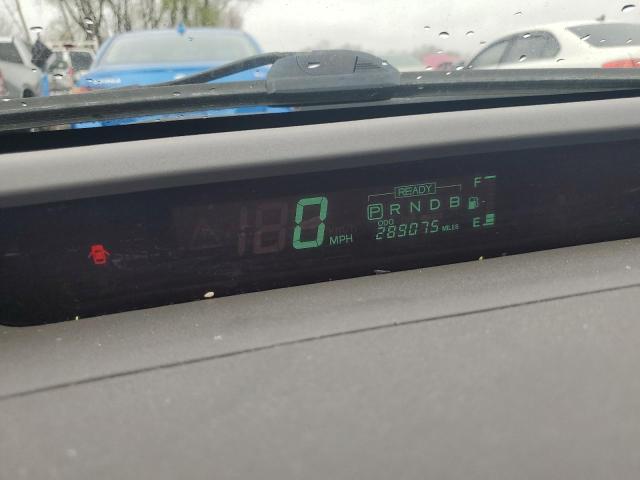 READY
F
P R N D B
0 MPH
ODO
289075 MILES
E